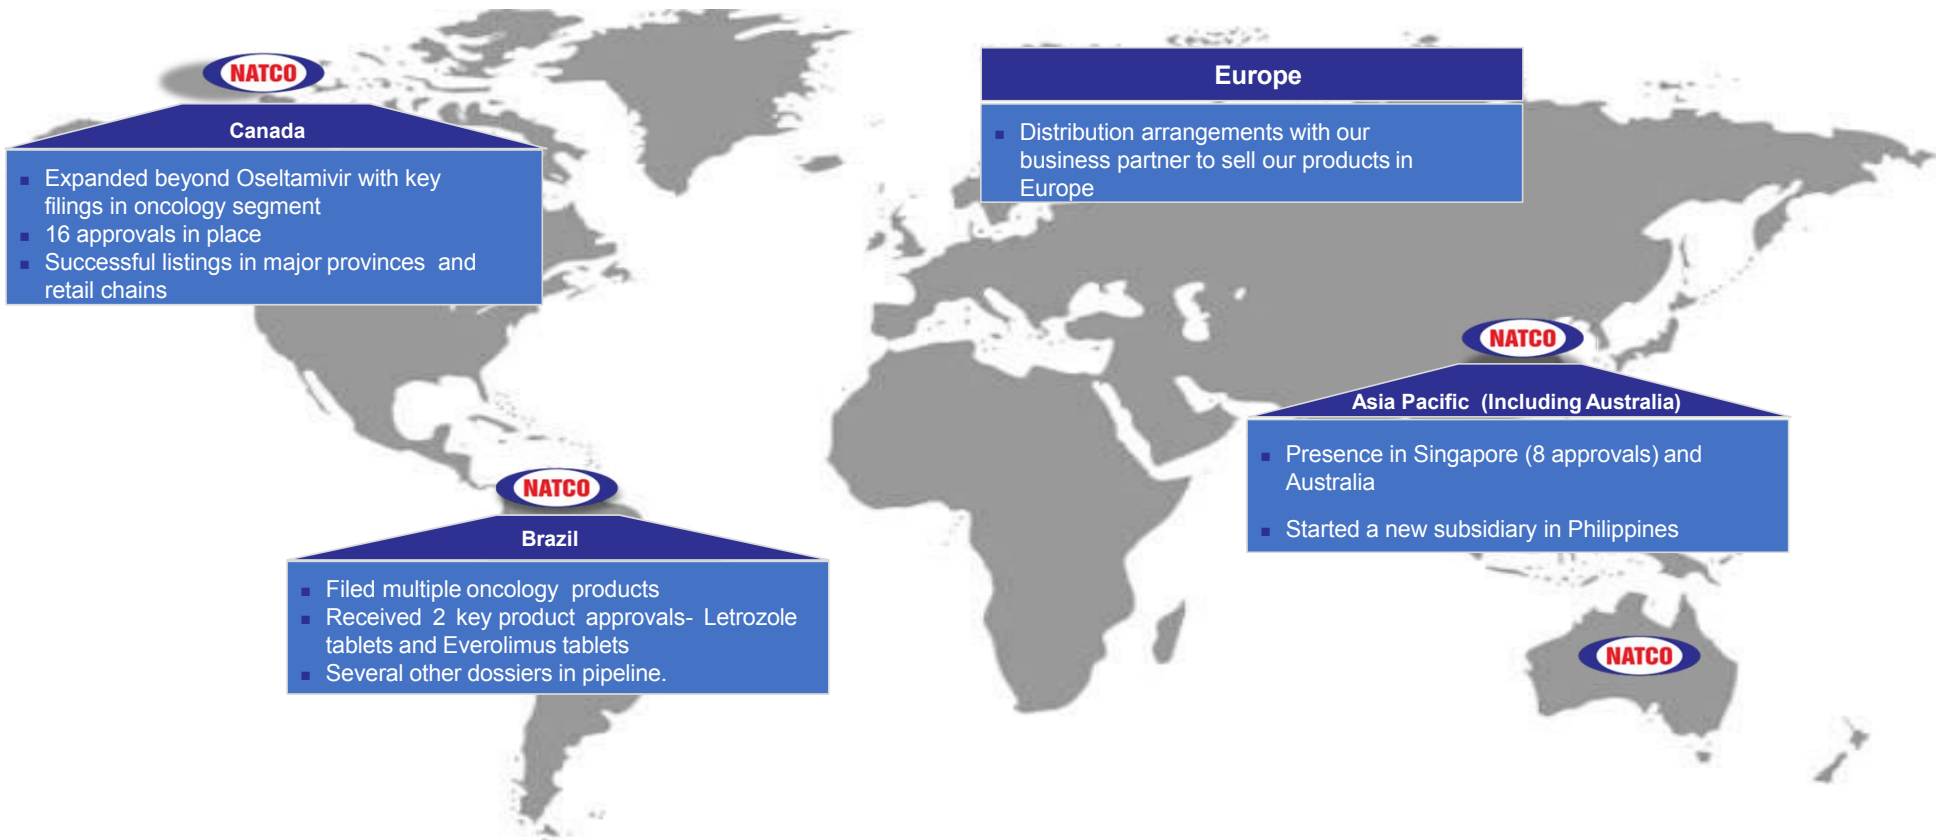 NATCO
Canada
Expanded beyond Oseltamivir with key
filings in oncology segment
16 approvals in place
Successful listings in major provinces and
retail chains
Europe
Distribution arrangements with our
business partner to sell our products in
Europe
NATCO
Asia Pacific (Including Australia)
Presence in Singapore (8 approvals) and
Australia
Started a new subsidiary in Philippines
NATCO
Brazil
Filed multiple oncology products
Received 2 key product approvals- Letrozole
tablets and Everolimus tablets
Several other dossiers in pipeline.
NATCO